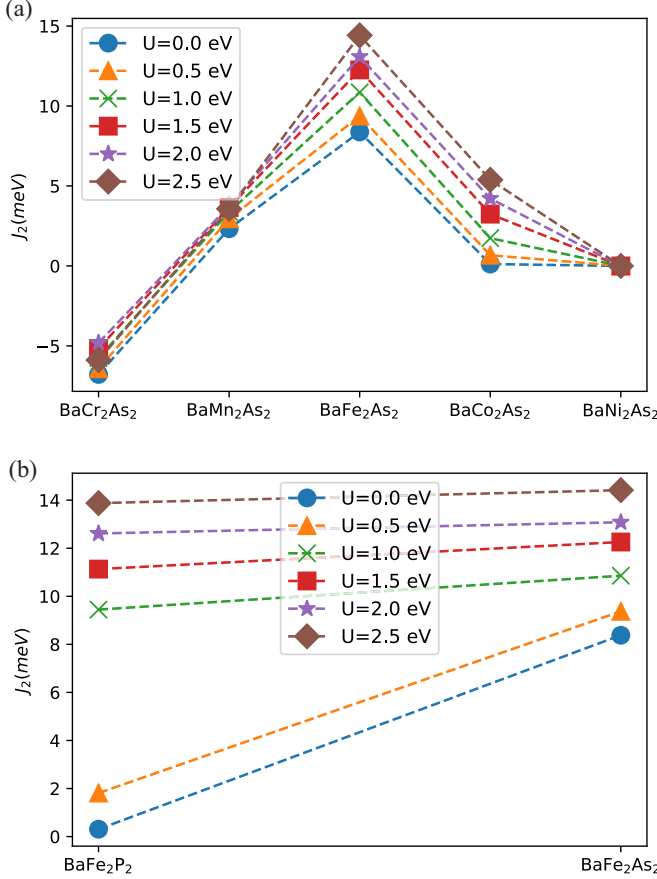 (a)
15
10
5
0
−5
J₂(meV)
U=0.0 eV
U=0.5 eV
U=1.0 eV
U=1.5 eV
U=2.0 eV
U=2.5 eV
BaCr₂As₂ BaMn₂As₂ BaFe₂As₂ BaCo₂As₂ BaNi₂As₂
(b)
14
12
10
8
6
4
2
0
J₂(meV)
U=0.0 eV
U=0.5 eV
U=1.0 eV
U=1.5 eV
U=2.0 eV
U=2.5 eV
BaFe₂P₂ BaFe₂As₂